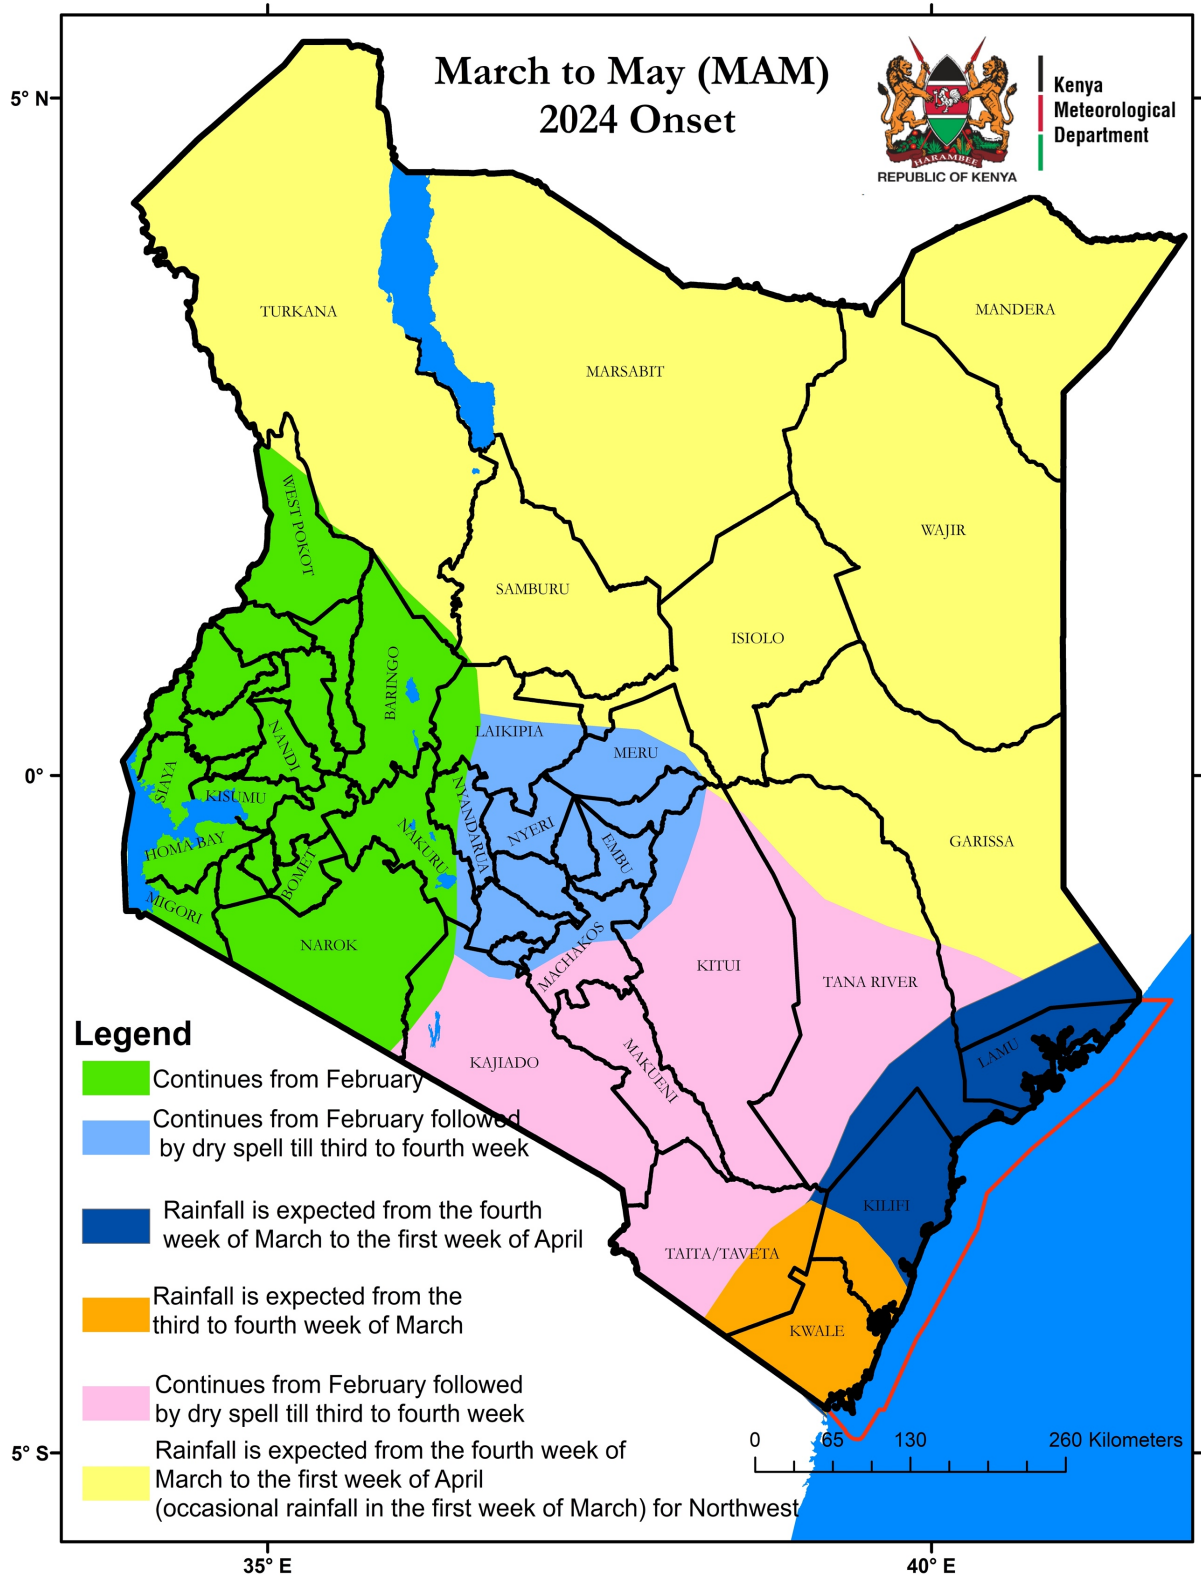 March to May (MAM)
2024 Onset
Kenya
Meteorological
Department
HARAMBEE
REPUBLIC OF KENYA
5° N
TURKANA
MANDERA
MARSABIT
WEST POKOT
WAJIR
SAMBURU
ISIOLO
BARINGO
LAIKIPIA
NANDI
MERU
0°
SIAYA
KISUMU
NYANDARUA
NYERI
HOMA BAY
NAKURU
EMBU
GARISSA
BOMET
MIGORI
NAROK
MACHAKOS
KITUI
TANA RIVER
KAJIADO
MAKUENI
LAMU
KILIFI
TAITA/TAVETA
KWALE
Legend
Continues from February
Continues from February followed
by dry spell till third to fourth week
Rainfall is expected from the fourth
week of March to the first week of April
Rainfall is expected from the
third to fourth week of March
Continues from February followed
by dry spell till third to fourth week
Rainfall is expected from the fourth week of
March to the first week of April
(occasional rainfall in the first week of March) for Northwest
0 65 130 260 Kilometers
5° S
35° E
40° E